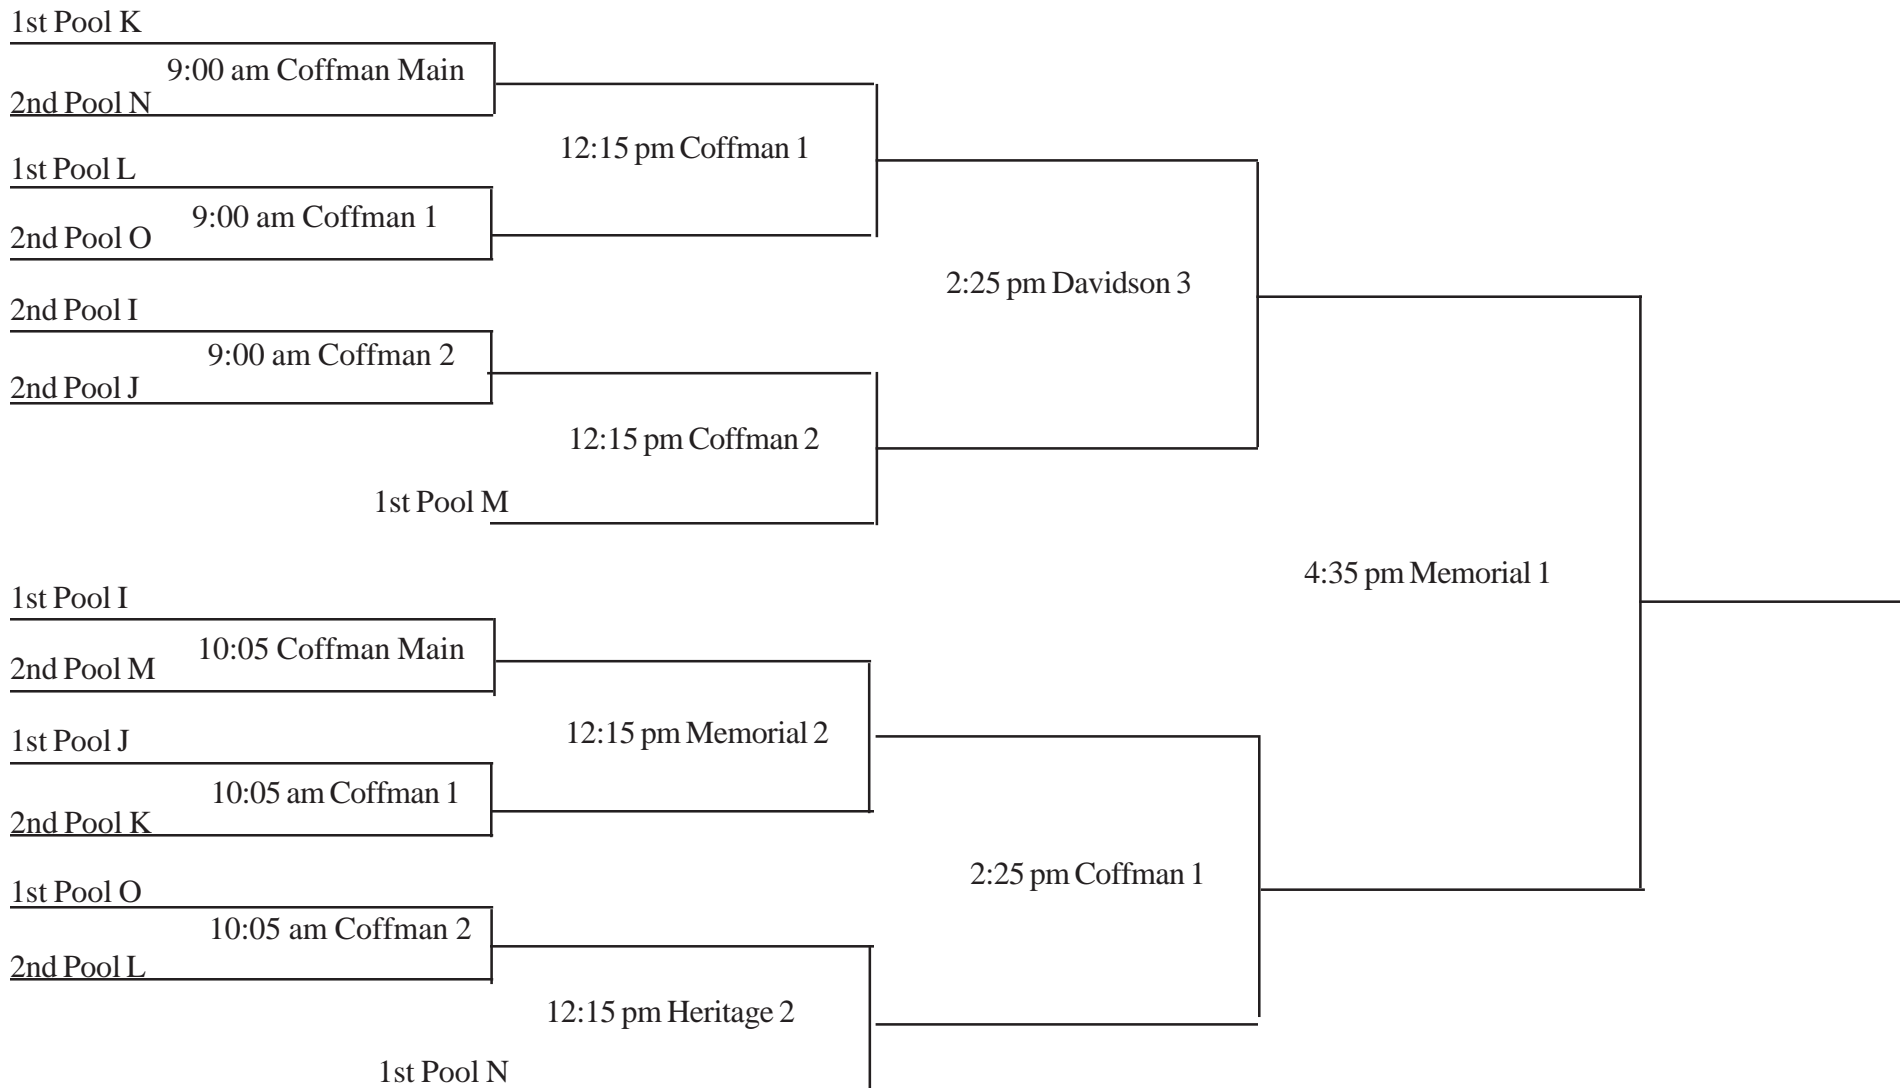 1st Pool K
9:00 am Coffman Main
2nd Pool N
12:15 pm Coffman 1
1st Pool L
9:00 am Coffman 1
2nd Pool O
2:25 pm Davidson 3
2nd Pool I
9:00 am Coffman 2
2nd Pool J
12:15 pm Coffman 2
1st Pool M
4:35 pm Memorial 1
1st Pool I
10:05 Coffman Main
2nd Pool M
12:15 pm Memorial 2
1st Pool J
10:05 am Coffman 1
2nd Pool K
2:25 pm Coffman 1
1st Pool O
10:05 am Coffman 2
2nd Pool L
12:15 pm Heritage 2
1st Pool N